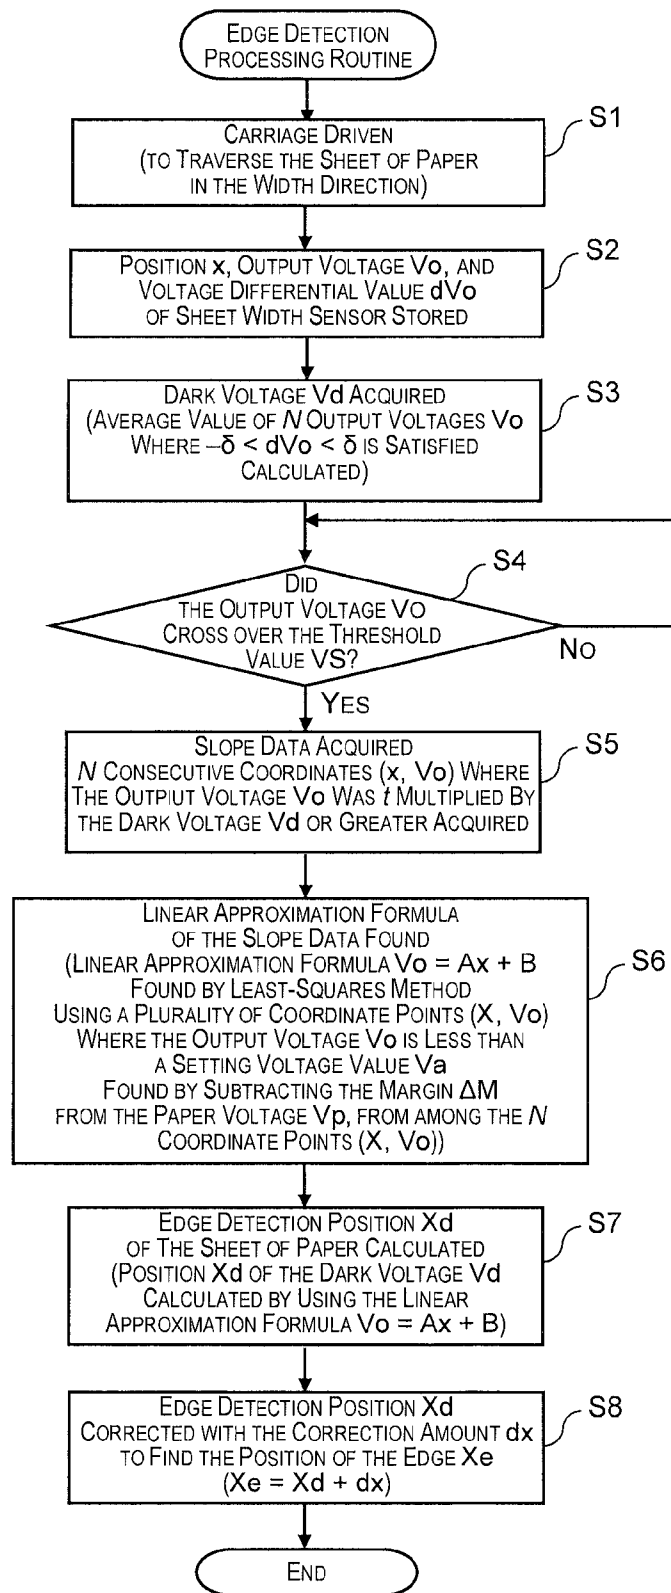 EDGE DETECTION
PROCESSING ROUTINE
S1
CARRIAGE DRIVEN
(TO TRAVERSE THE SHEET OF PAPER
IN THE WIDTH DIRECTION)
S2
POSITION x, OUTPUT VOLTAGE Vo, AND
VOLTAGE DIFFERENTIAL VALUE dVo
OF SHEET WIDTH SENSOR STORED
S3
DARK VOLTAGE Vd ACQUIRED
(AVERAGE VALUE OF N OUTPUT VOLTAGES Vo
WHERE –δ < dVo < δ IS SATISFIED
CALCULATED)
S4
DID
THE OUTPUT VOLTAGE VO
CROSS OVER THE THRESHOLD
VALUE VS?
NO
YES
S5
SLOPE DATA ACQUIRED
N CONSECUTIVE COORDINATES (x, Vo) WHERE
THE OUTPIUT VOLTAGE Vo WAS t MULTIPLIED BY
THE DARK VOLTAGE Vd OR GREATER ACQUIRED
S6
LINEAR APPROXIMATION FORMULA
OF THE SLOPE DATA FOUND
(LINEAR APPROXIMATION FORMULA Vo = Ax + B
FOUND BY LEAST-SQUARES METHOD
USING A PLURALITY OF COORDINATE POINTS (X, Vo)
WHERE THE OUTPUT VOLTAGE Vo IS LESS THAN
A SETTING VOLTAGE VALUE Va
FOUND BY SUBTRACTING THE MARGIN ΔM
FROM THE PAPER VOLTAGE Vp, FROM AMONG THE N
COORDINATE POINTS (X, Vo))
S7
EDGE DETECTION POSITION Xd
OF THE SHEET OF PAPER CALCULATED
(POSITION Xd OF THE DARK VOLTAGE Vd
CALCULATED BY USING THE LINEAR
APPROXIMATION FORMULA Vo = Ax + B)
S8
EDGE DETECTION POSITION Xd
CORRECTED WITH THE CORRECTION AMOUNT dx
TO FIND THE POSITION OF THE EDGE Xe
(Xe = Xd + dx)
END